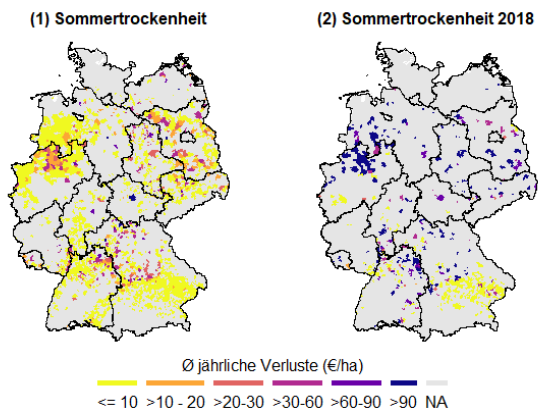 (1) Sommertrockenheit
(2) Sommertrockenheit 2018
Ø jährliche Verluste (€/ha)
<= 10 >10 - 20 >20-30 >30-60 >60-90 >90 NA